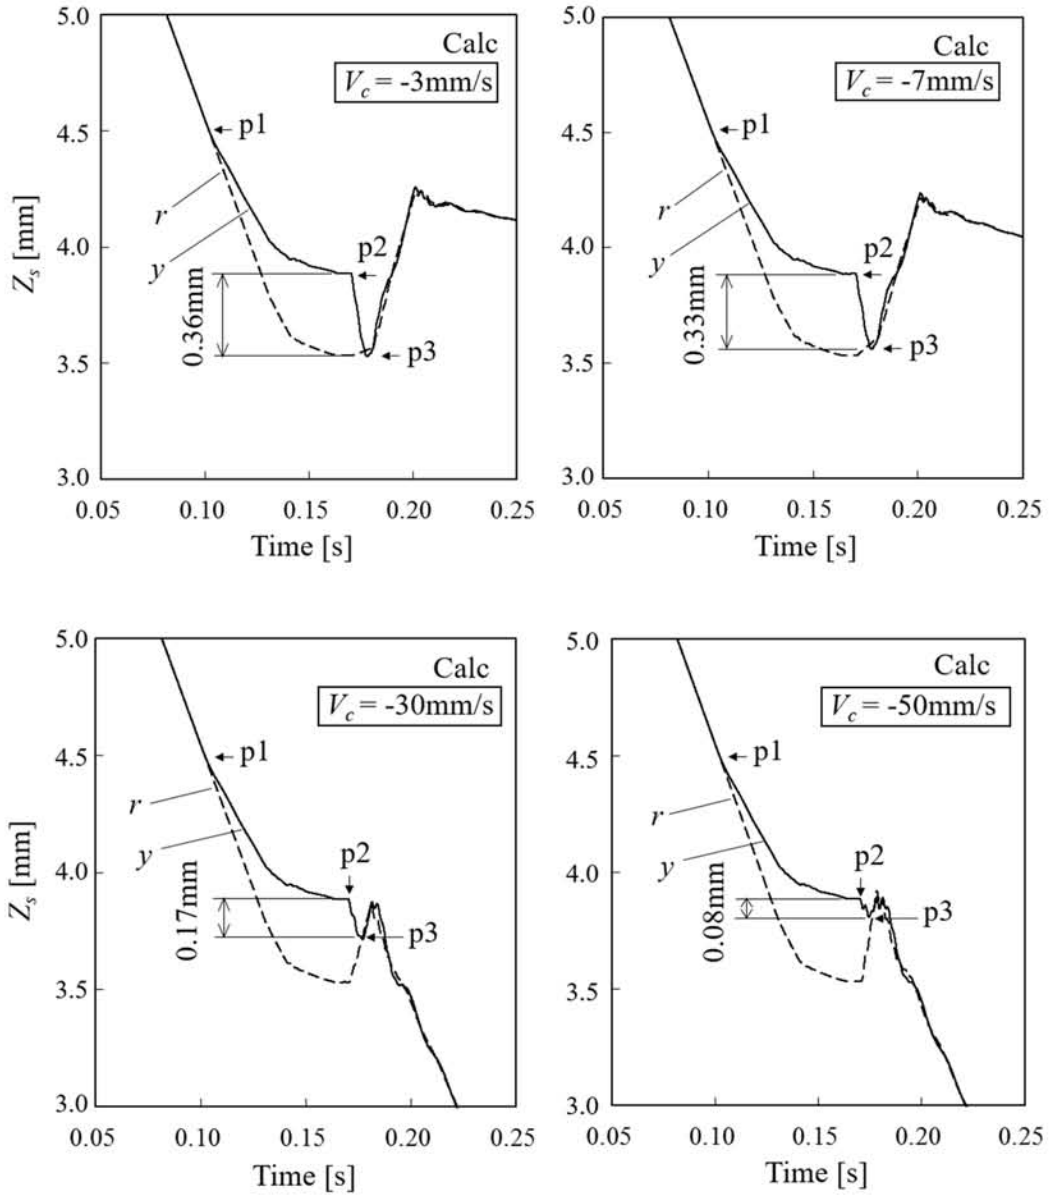 5.0
4.5
4.0
3.5
3.0
Z_s [mm]
Calc
V_c = -3mm/s
p1
r
y
p2
0.36mm
p3
0.05 0.10 0.15 0.20 0.25
Time [s]
5.0
4.5
4.0
3.5
3.0
Calc
V_c = -7mm/s
p1
r
y
p2
0.33mm
p3
0.05 0.10 0.15 0.20 0.25
Time [s]
5.0
4.5
4.0
3.5
3.0
Z_s [mm]
Calc
V_c = -30mm/s
p1
r
y
p2
0.17mm
p3
0.05 0.10 0.15 0.20 0.25
Time [s]
5.0
4.5
4.0
3.5
3.0
Calc
V_c = -50mm/s
p1
r
y
p2
0.08mm
p3
0.05 0.10 0.15 0.20 0.25
Time [s]